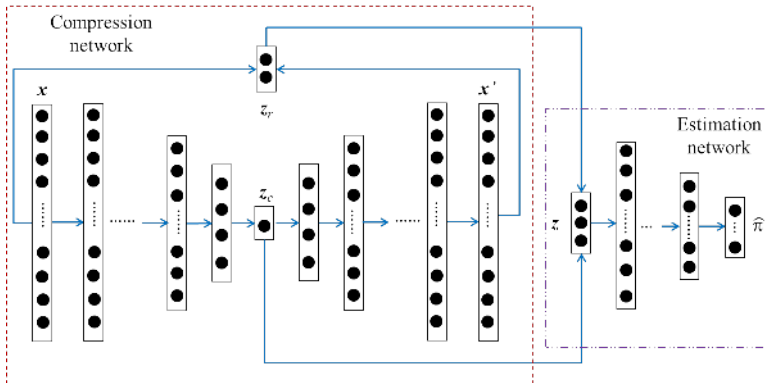 Compression
network
x
x'
z_r
z_c
Estimation
network
z
π̂